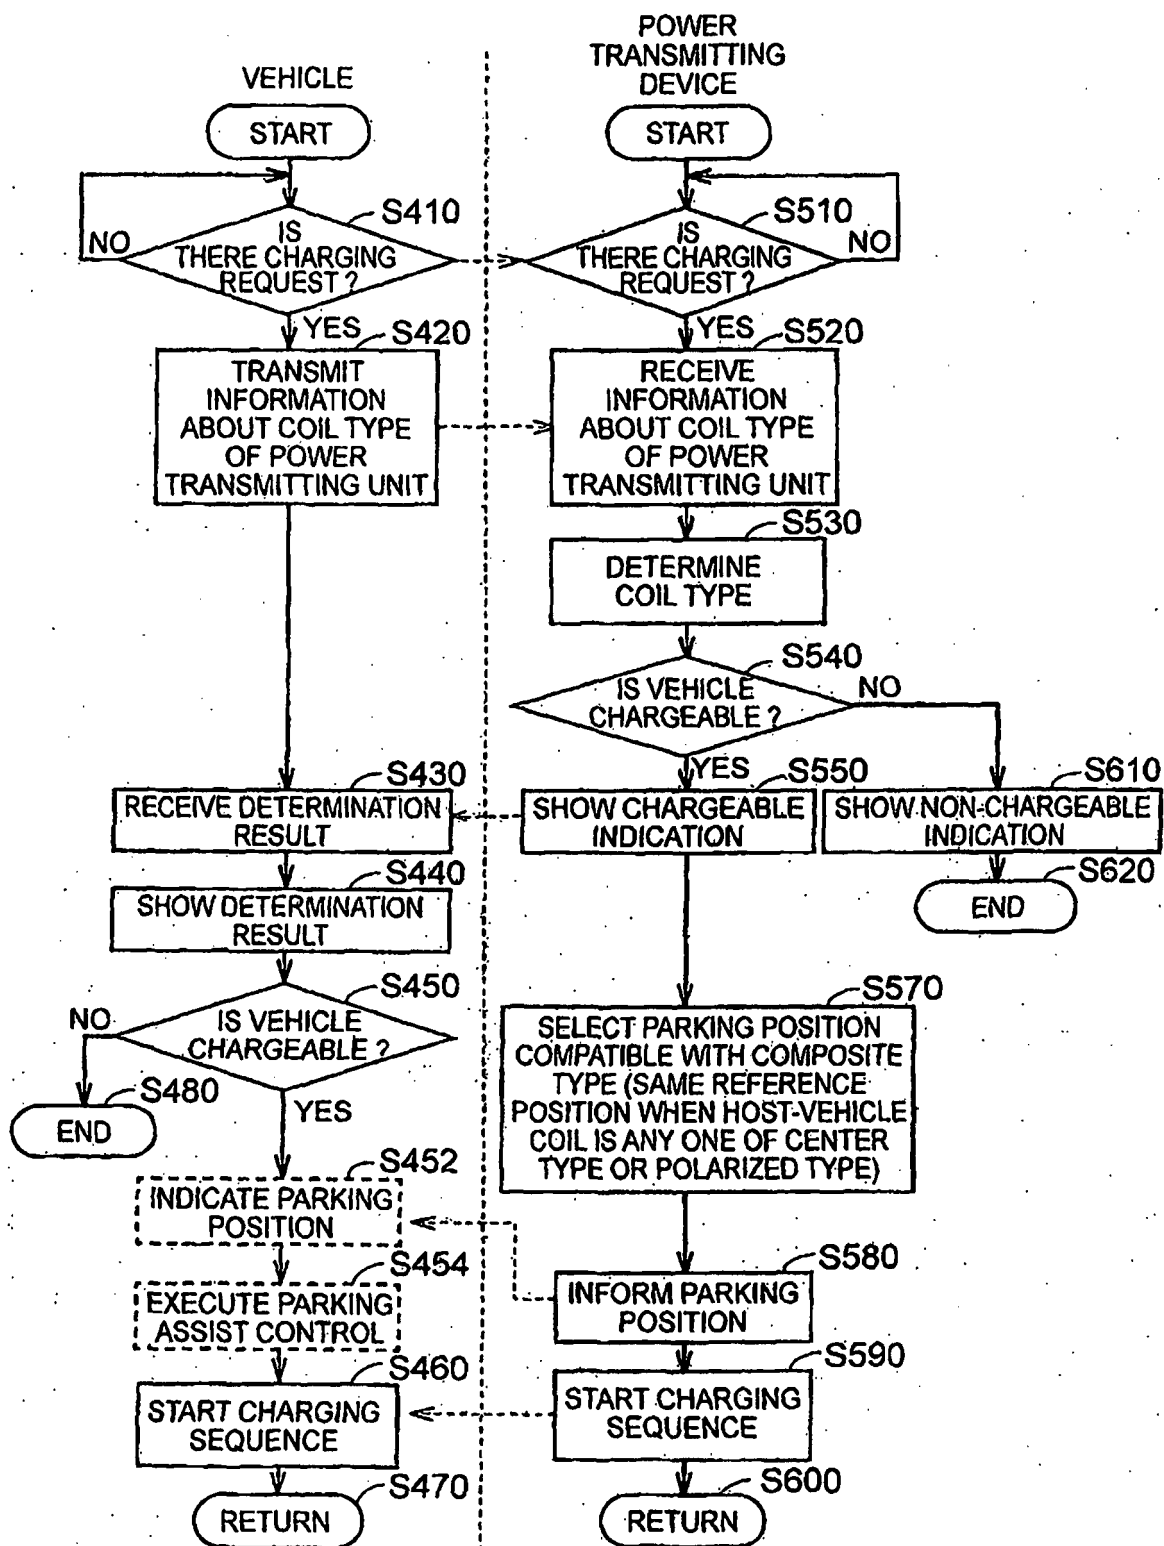 VEHICLE
START
S410
NO
IS
THERE CHARGING
REQUEST ?
YES
S420
TRANSMIT
INFORMATION
ABOUT COIL TYPE
OF POWER
TRANSMITTING UNIT
S430
RECEIVE DETERMINATION
RESULT
S440
SHOW DETERMINATION
RESULT
S450
NO
IS VEHICLE
CHARGEABLE ?
S480
END
YES
S452
INDICATE PARKING
POSITION
S454
EXECUTE PARKING
ASSIST CONTROL
S460
START CHARGING
SEQUENCE
S470
RETURN
POWER
TRANSMITTING
DEVICE
START
S510
IS
THERE CHARGING
REQUEST ?
NO
YES
S520
RECEIVE
INFORMATION
ABOUT COIL TYPE
OF POWER
TRANSMITTING UNIT
S530
DETERMINE
COIL TYPE
S540
IS VEHICLE
CHARGEABLE ?
NO
YES
S550
SHOW CHARGEABLE
INDICATION
S610
SHOW NON-CHARGEABLE
INDICATION
S620
END
S570
SELECT PARKING POSITION
COMPATIBLE WITH COMPOSITE
TYPE (SAME REFERENCE
POSITION WHEN HOST-VEHICLE
COIL IS ANY ONE OF CENTER
TYPE OR POLARIZED TYPE)
S580
INFORM PARKING
POSITION
S590
START CHARGING
SEQUENCE
S600
RETURN